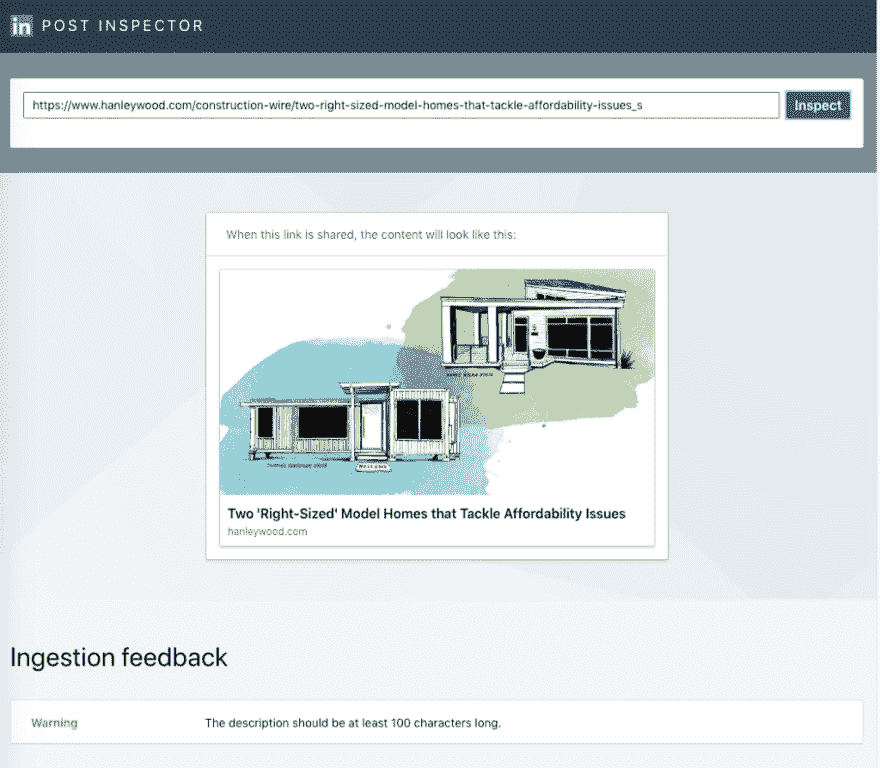 in POST INSPECTOR
https://www.hanleywood.com/construction-wire/two-right-sized-model-homes-that-tackle-affordability-issues_s
Inspect
When this link is shared, the content will look like this:
Two 'Right-Sized' Model Homes that Tackle Affordability Issues
hanleywood.com
Ingestion feedback
Warning The description should be at least 100 characters long.